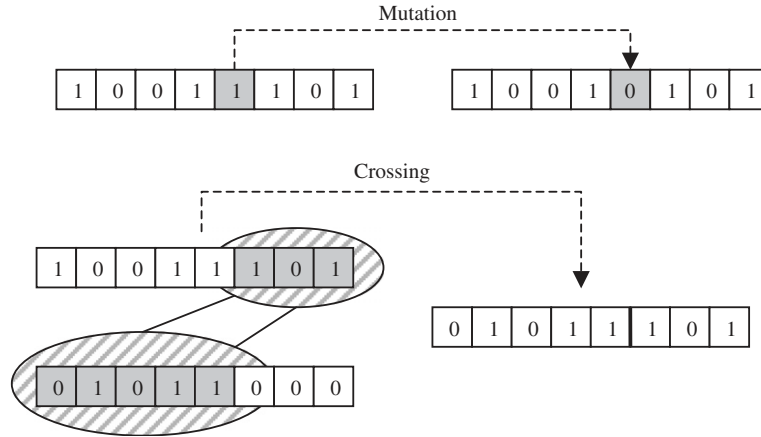 Mutation
1 0 0 1 1 1 0 1
1 0 0 1 0 1 0 1
Crossing
1 0 0 1 1 1 0 1
0 1 0 1 1 1 0 1
0 1 0 1 1 0 0 0